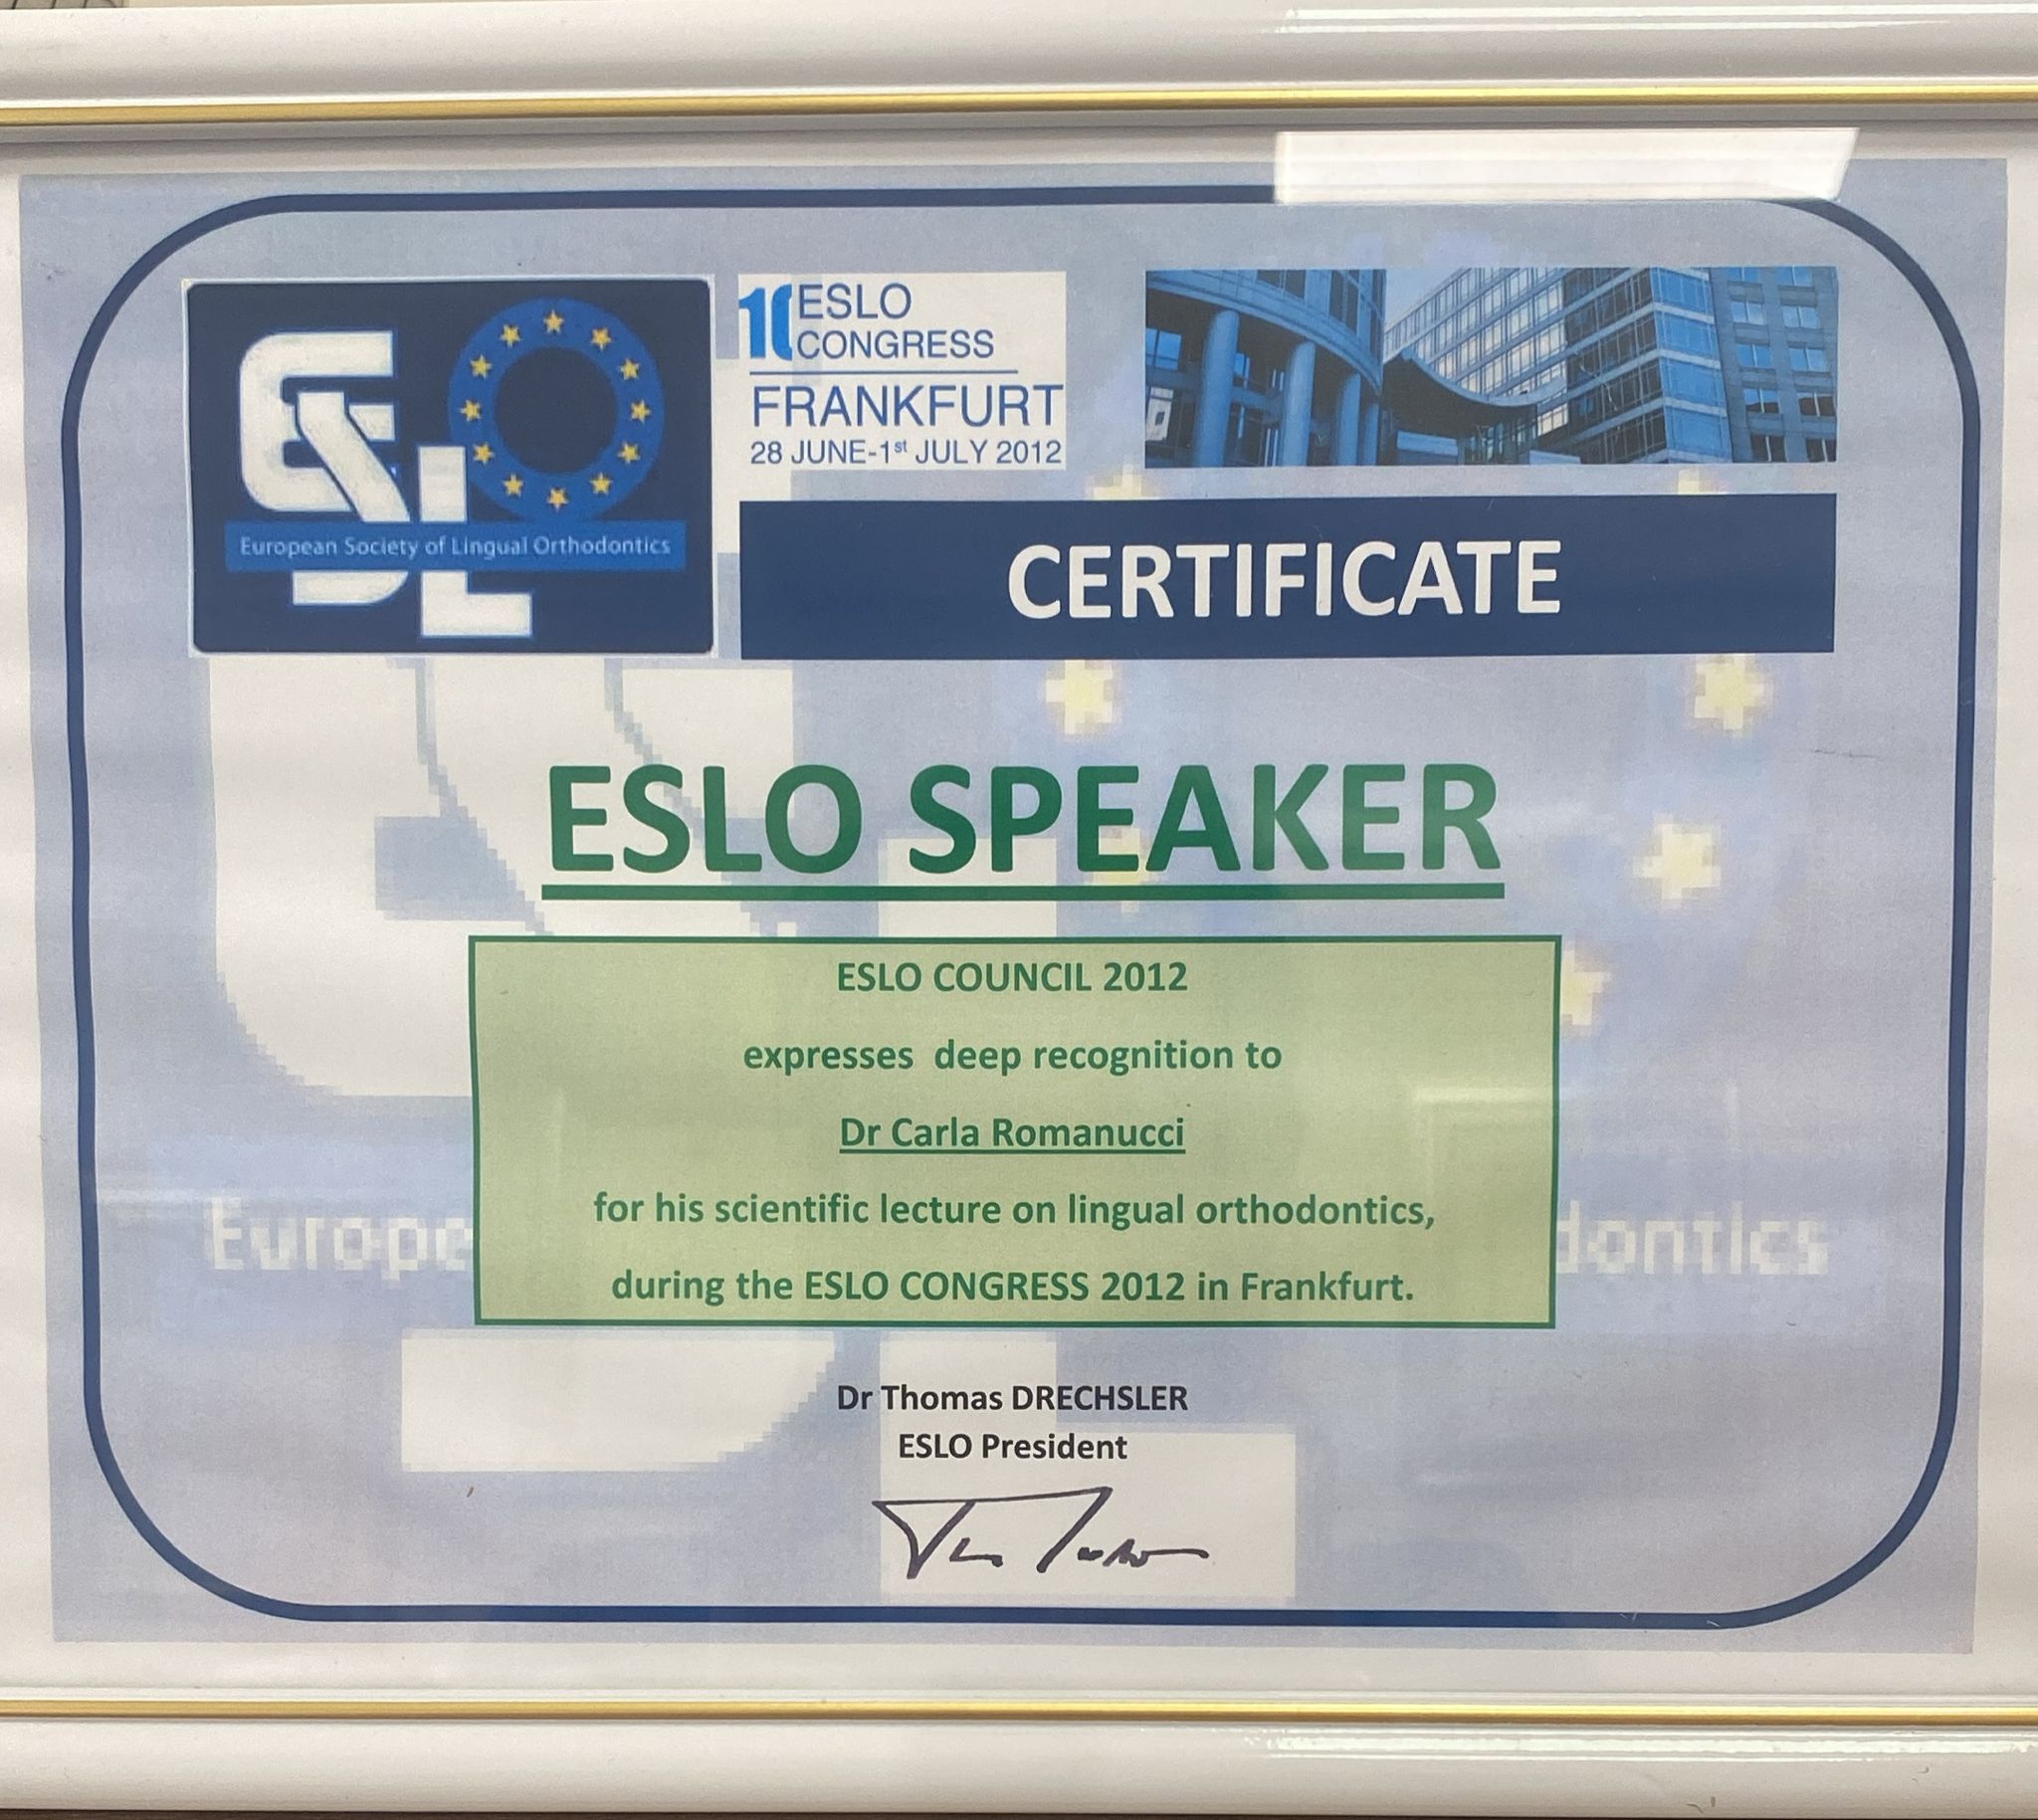 European Society of Lingual Orthodontics
10 ESLO
CONGRESS
FRANKFURT
28 JUNE-1st JULY 2012
CERTIFICATE
ESLO SPEAKER
ESLO COUNCIL 2012
expresses deep recognition to
Dr Carla Romanucci
for his scientific lecture on lingual orthodontics,
during the ESLO CONGRESS 2012 in Frankfurt.
Dr Thomas DRECHSLER
ESLO President